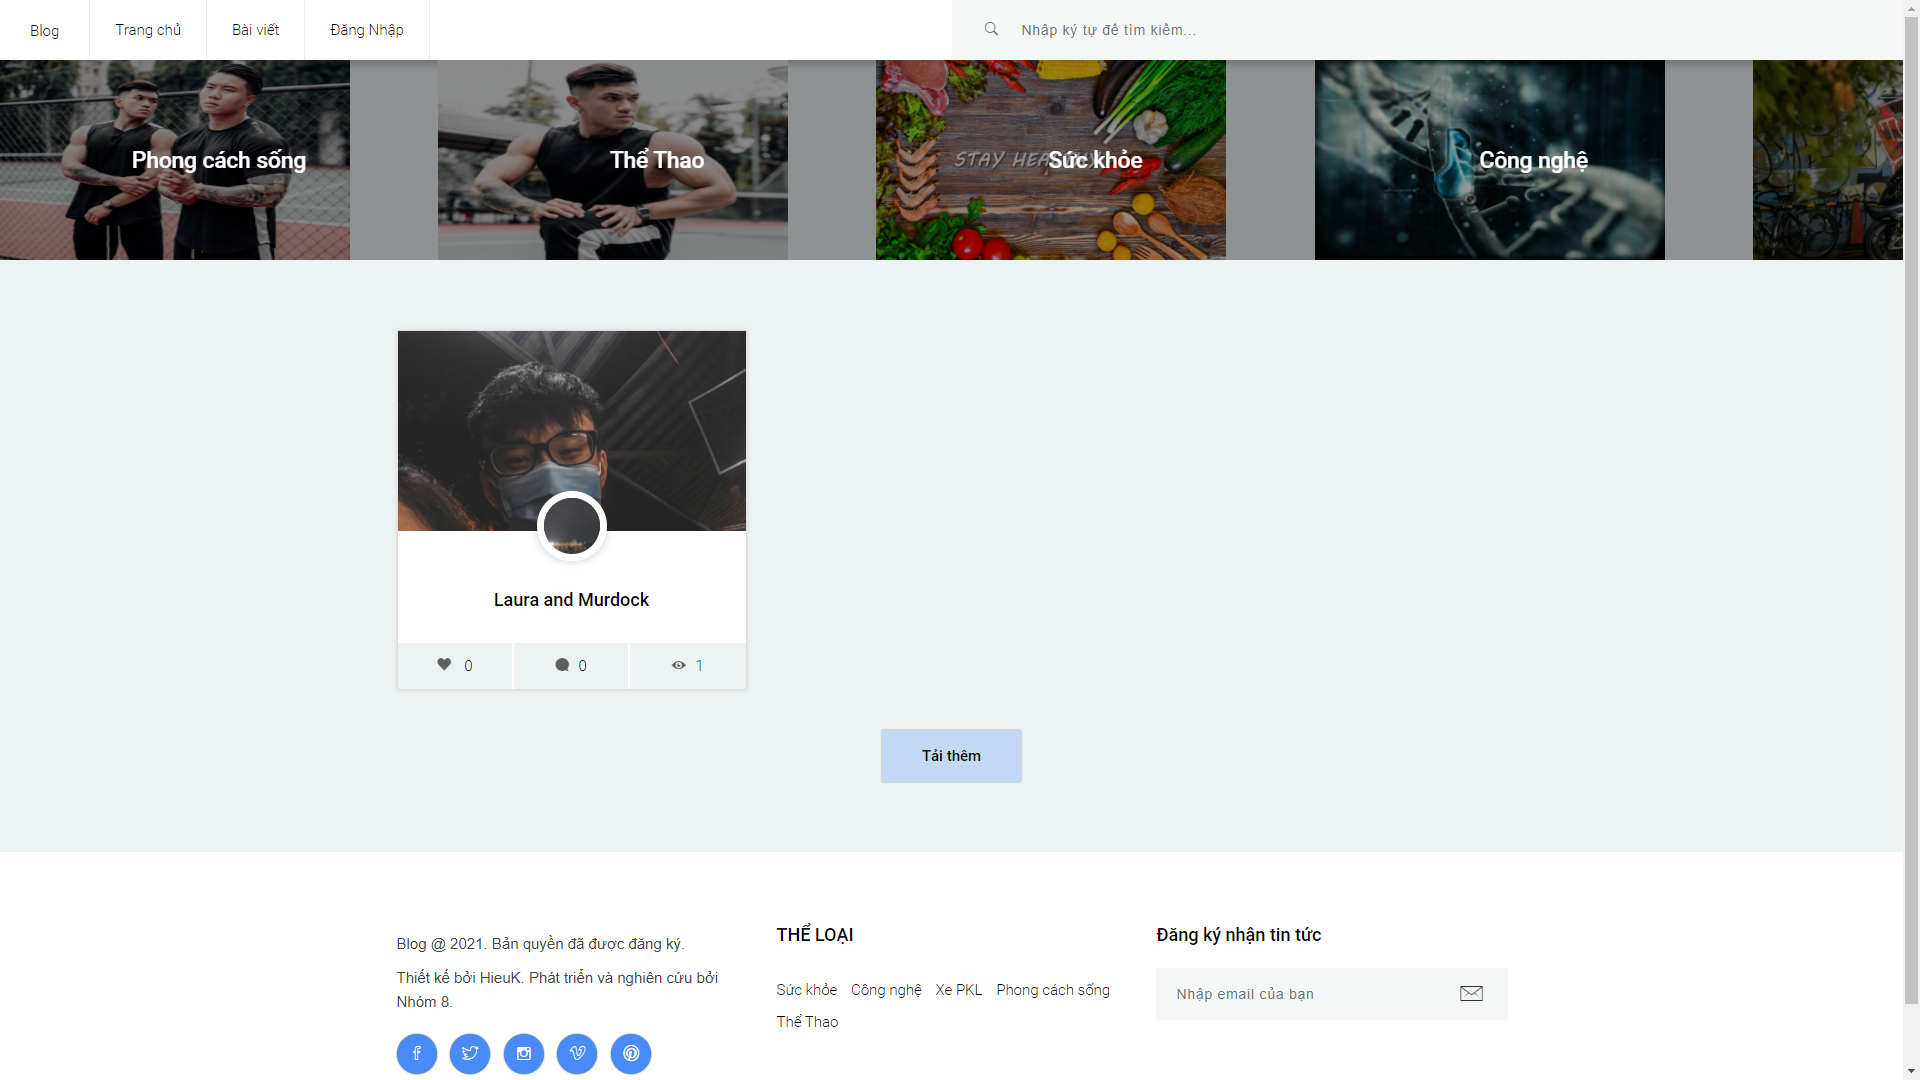 Blog
Trang chủ
Bài viết
Đăng Nhập
Nhập ký tự để tìm kiếm...
Phong cách sống
Thể Thao
STAY HEA
Sức khỏe
Công nghệ
Laura and Murdock
0
0
1
Tải thêm
Blog @ 2021. Bản quyền đã được đăng ký.
Thiết kế bởi HieuK. Phát triển và nghiên cứu bởi
Nhóm 8.
THỂ LOẠI
Sức khỏe Công nghệ Xe PKL Phong cách sống
Thể Thao
Đăng ký nhận tin tức
Nhập email của bạn